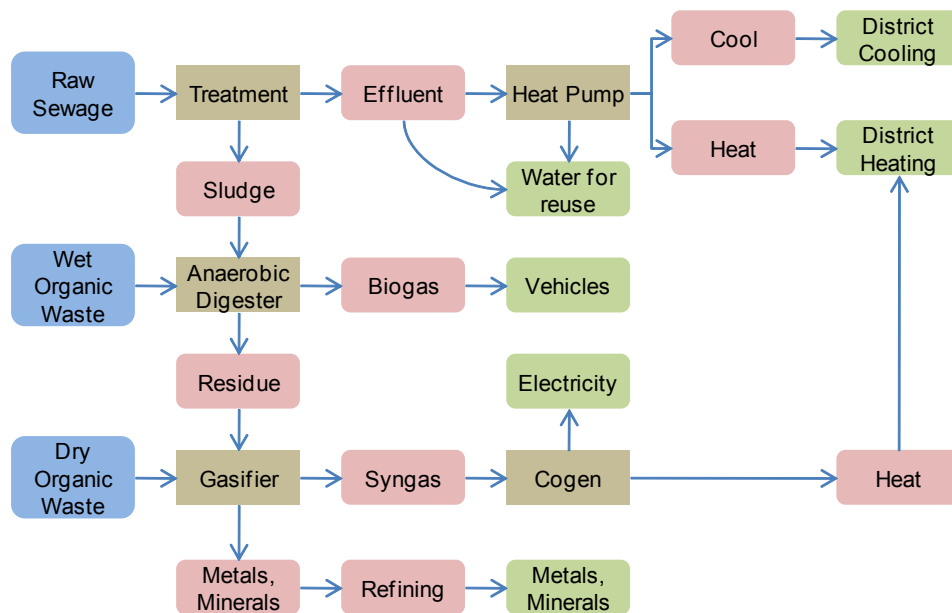 Cool
District
Cooling
Raw
Sewage
Treatment
Effluent
Heat Pump
Heat
District
Heating
Sludge
Water for
reuse
Wet
Organic
Waste
Anaerobic
Digester
Biogas
Vehicles
Residue
Electricity
Dry
Organic
Waste
Gasifier
Syngas
Cogen
Heat
Metals,
Minerals
Refining
Metals,
Minerals